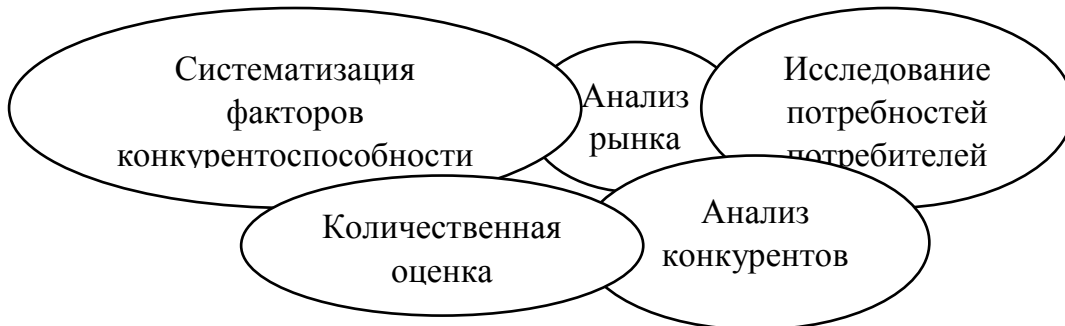 Систематизация
факторов
конкурентоспособности
Анализ
рынка
Исследование
потребностей
потребителей
Количественная
оценка
Анализ
конкурентов